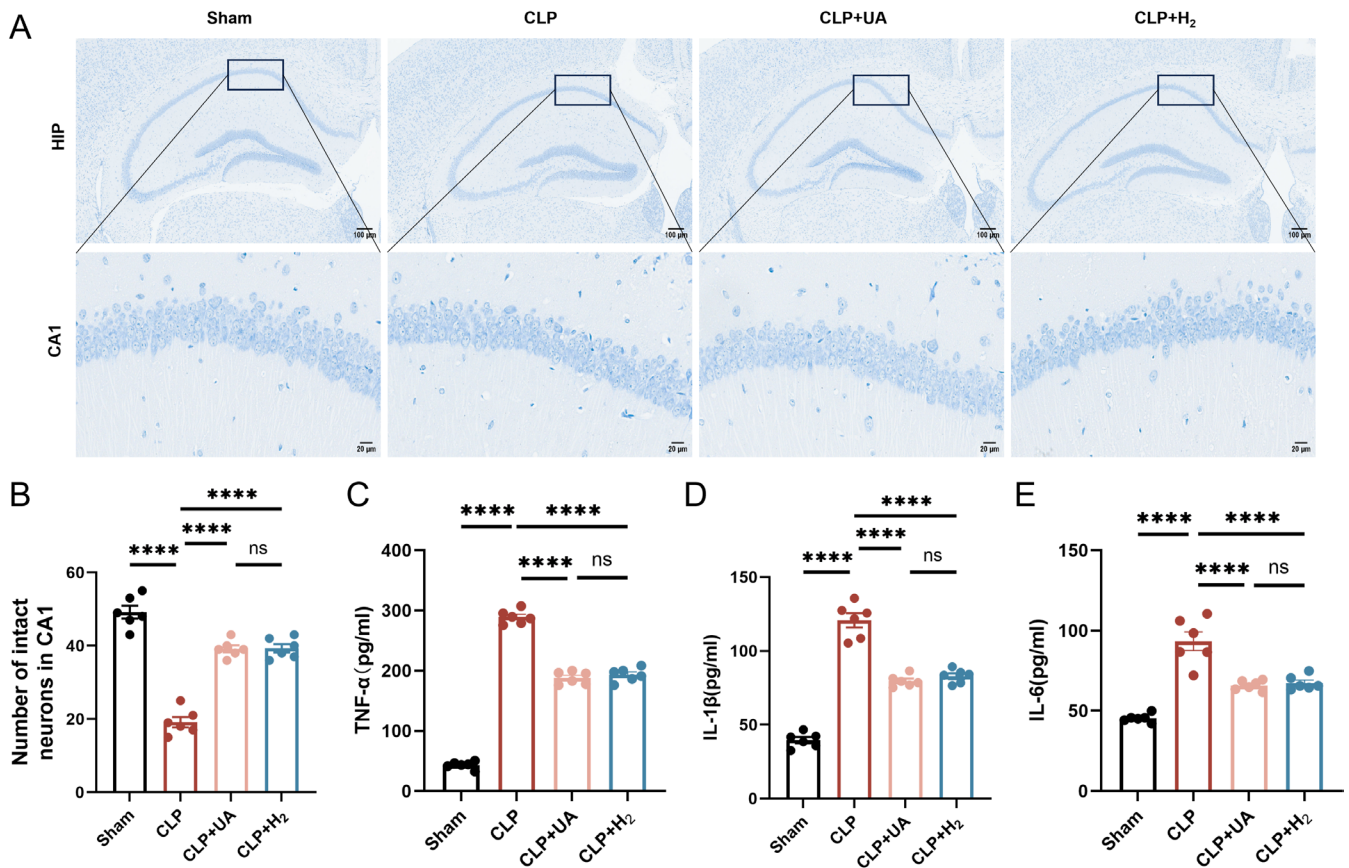 A
Sham
CLP
CLP+UA
CLP+H₂
HIP
100 μm
100 μm
100 μm
100 μm
CA1
20 μm
20 μm
20 μm
20 μm
B
****
****
****
ns
Number of intact
neurons in CA1
60
40
20
0
Sham
CLP
CLP+UA
CLP+H₂
C
****
****
****
ns
TNF-α(pg/ml)
400
300
200
100
0
Sham
CLP
CLP+UA
CLP+H₂
D
****
****
****
ns
IL-1β(pg/ml)
150
100
50
0
Sham
CLP
CLP+UA
CLP+H₂
E
****
****
****
ns
IL-6(pg/ml)
150
100
50
0
Sham
CLP
CLP+UA
CLP+H₂